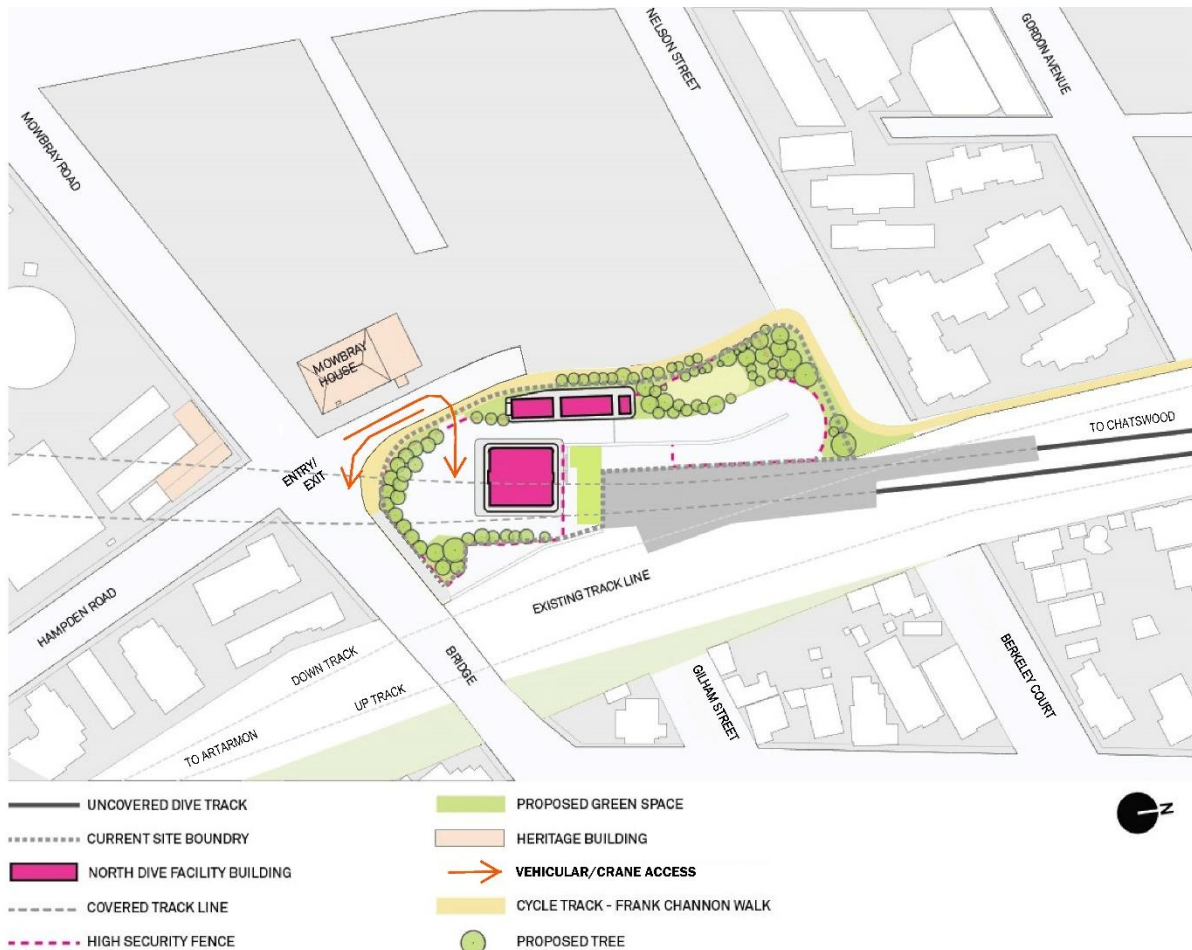 NELSON STREET
GORDON AVENUE
MOWBRAY ROAD
MOWBRAY
HOUSE
TO CHATSWOOD
ENTRY/
EXIT
HAMPDEN ROAD
EXISTING TRACK LINE
DOWN TRACK
UP TRACK
TO ARTARMON
BRIDGE
GILHAM STREET
BERKELEY COURT
UNCOVERED DIVE TRACK
CURRENT SITE BOUNDRY
NORTH DIVE FACILITY BUILDING
COVERED TRACK LINE
HIGH SECURITY FENCE
PROPOSED GREEN SPACE
HERITAGE BUILDING
VEHICULAR/CRANE ACCESS
CYCLE TRACK - FRANK CHANNON WALK
PROPOSED TREE
N